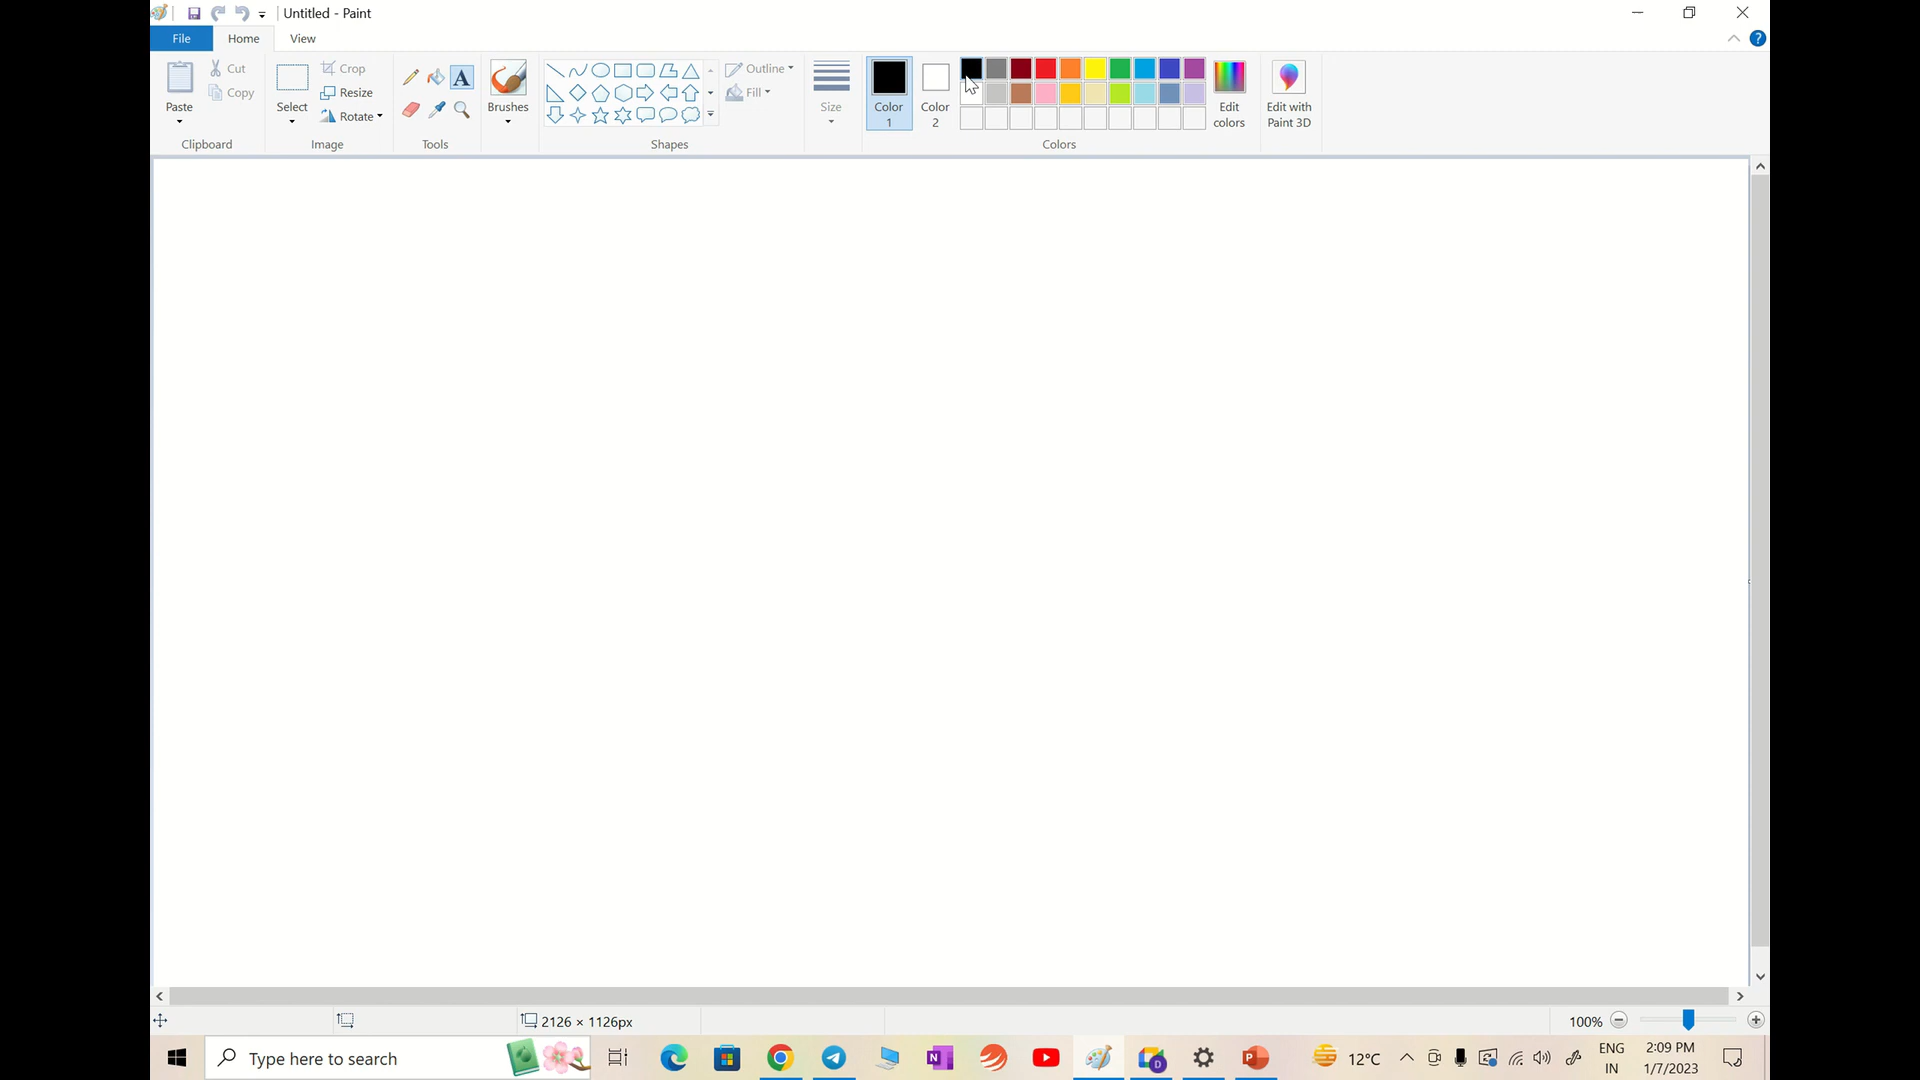 Untitled - Paint
File Home View
Paste Cut Copy
Select Crop Resize Rotate
A
Brushes
Outline Fill
Size
Color 1 Color 2
Edit colors
Edit with Paint 3D
Clipboard Image Tools Shapes Colors
2126 × 1126px
100%
Type here to search
12°C
ENG IN
2:09 PM
1/7/2023